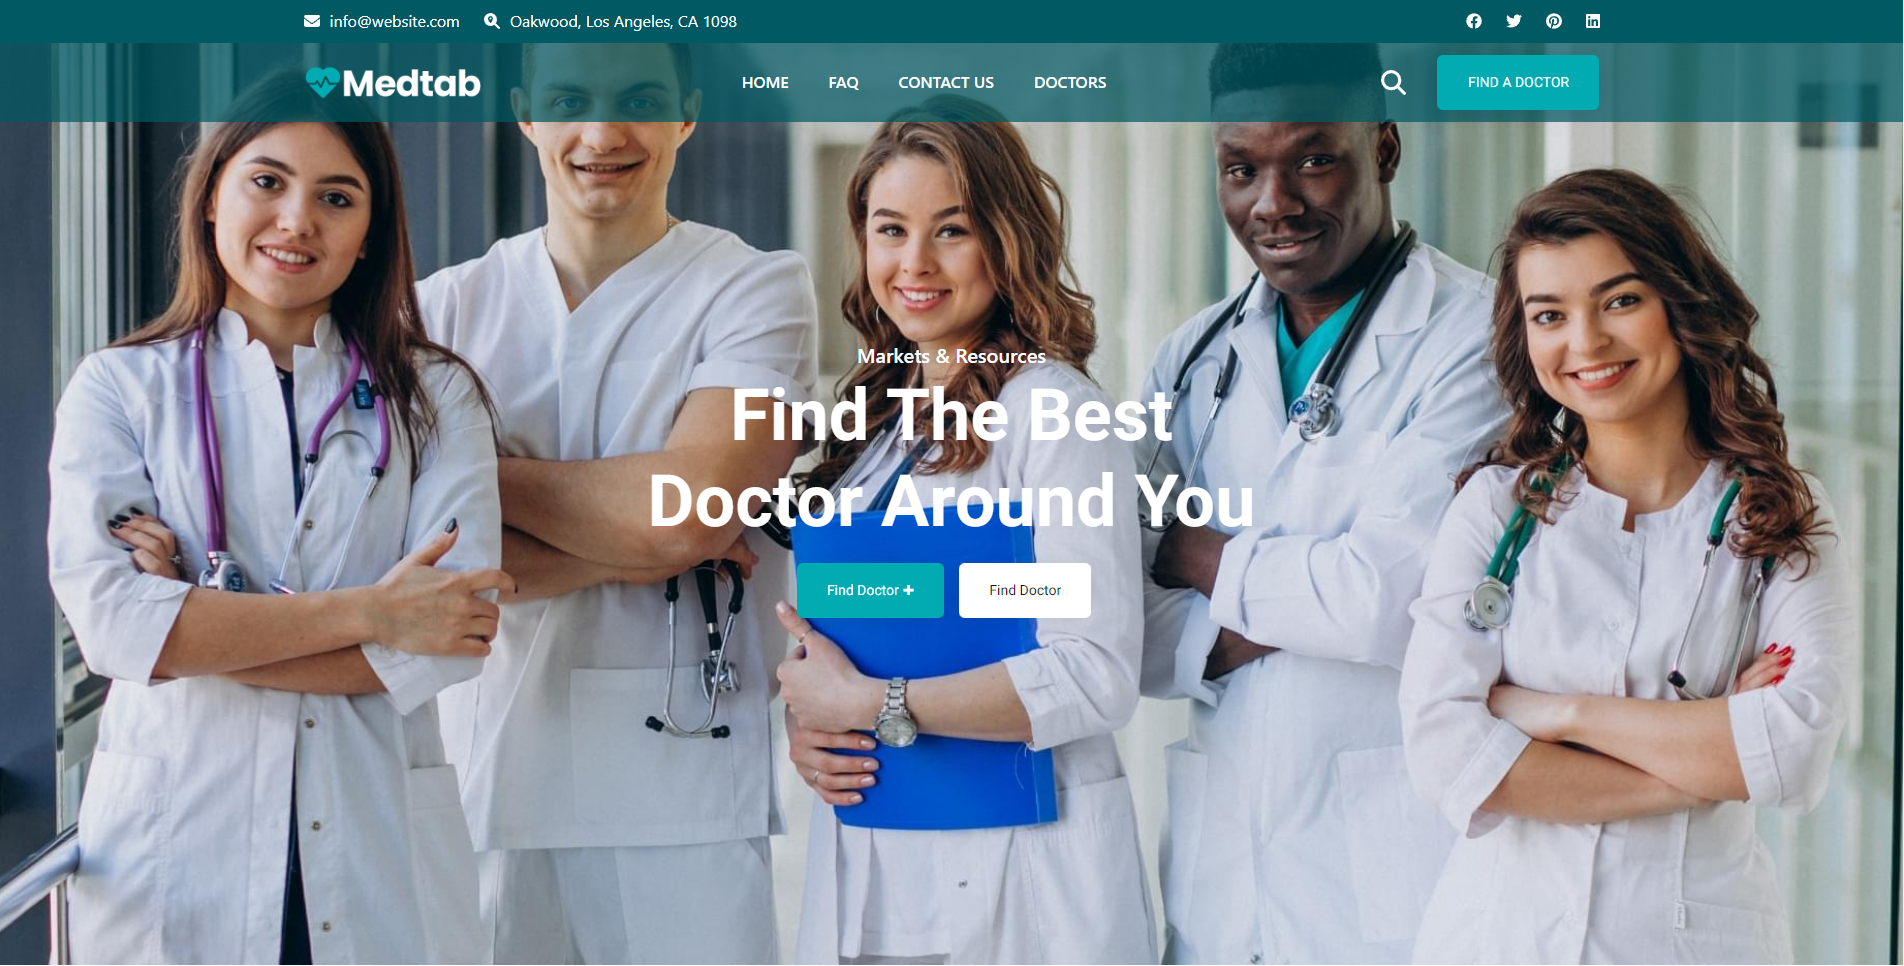 info@website.com
Oakwood, Los Angeles, CA 1098
Medtab
HOME
FAQ
CONTACT US
DOCTORS
FIND A DOCTOR
Markets & Resources
Find The Best
Doctor Around You
Find Doctor
Find Doctor